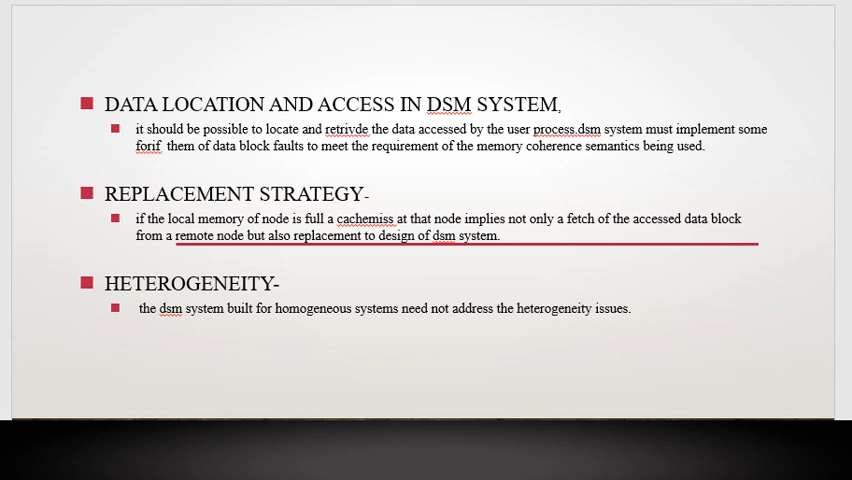 DATA LOCATION AND ACCESS IN DSM SYSTEM,
it should be possible to locate and retrivde the data accessed by the user process.dsm system must implement some
forif them of data block faults to meet the requirement of the memory coherence semantics being used.
REPLACEMENT STRATEGY-
if the local memory of node is full a cachemiss at that node implies not only a fetch of the accessed data block
from a remote node but also replacement to design of dsm system.
HETEROGENEITY-
the dsm system built for homogeneous systems need not address the heterogeneity issues.